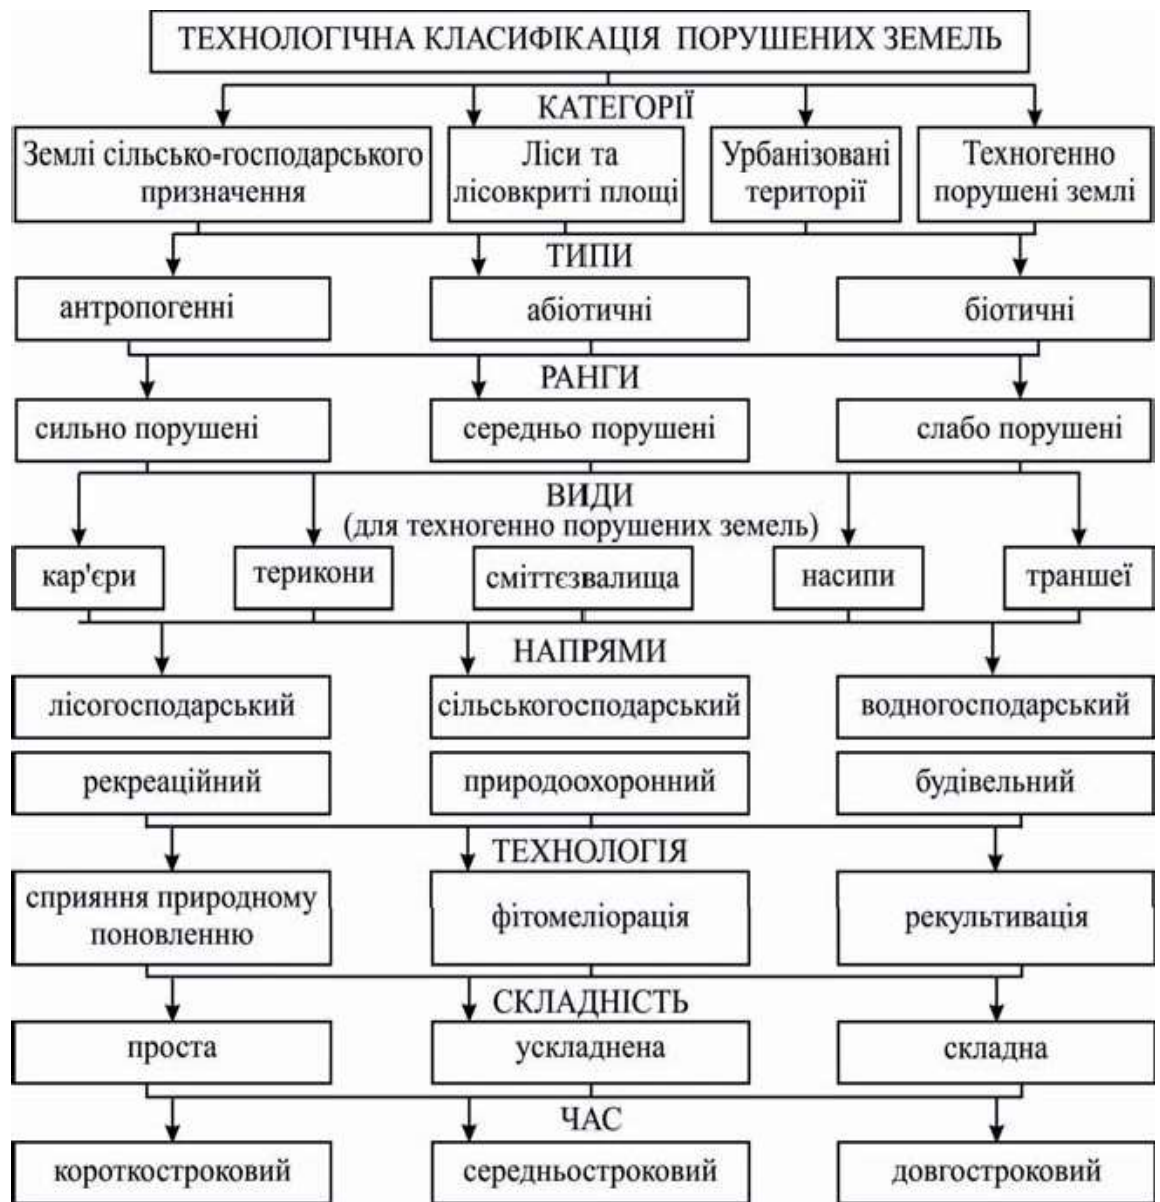 ТЕХНОЛОГІЧНА КЛАСИФІКАЦІЯ ПОРУШЕНИХ ЗЕМЕЛЬ
КАТЕГОРІЇ
Землі сільсько-господарського
призначення
Ліси та
лісовкриті площі
Урбанізовані
території
Техногенно
порушені землі
ТИПИ
антропогенні
абіотичні
біотичні
РАНГИ
сильно порушені
середньо порушені
слабо порушені
ВИДИ
(для техногенно порушених земель)
кар'єри
терикони
сміттєзвалища
насипи
траншеї
НАПРЯМИ
лісогосподарський
сільськогосподарський
водногосподарський
рекреаційний
природоохоронний
будівельний
ТЕХНОЛОГІЯ
сприяння природному
поновленню
фітомеліорація
рекультивація
СКЛАДНІСТЬ
проста
ускладнена
складна
ЧАС
короткостроковий
середньостроковий
довгостроковий